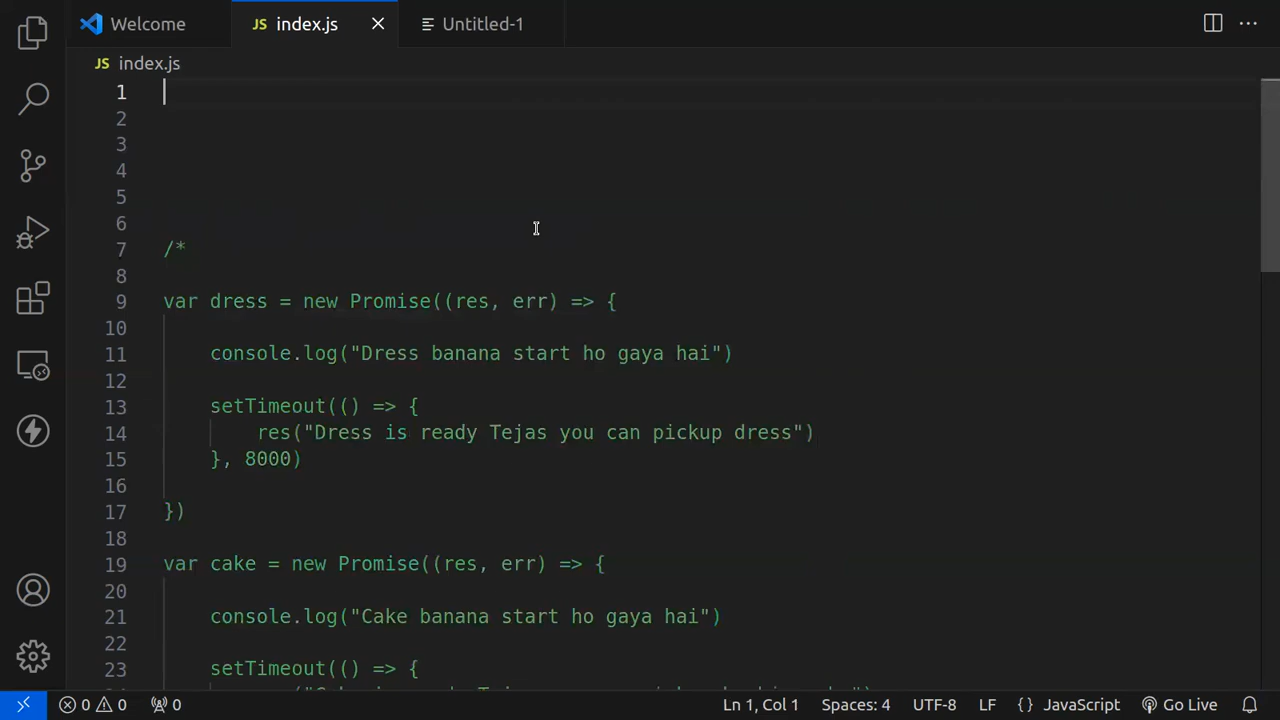 Welcome
JS index.js
Untitled-1
JS index.js
1
2
3
4
5
6
7 /*
8
9 var dress = new Promise((res, err) => {
10
11 console.log("Dress banana start ho gaya hai")
12
13 setTimeout(() => {
14 res("Dress is ready Tejas you can pickup dress")
15 }, 8000)
16
17 })
18
19 var cake = new Promise((res, err) => {
20
21 console.log("Cake banana start ho gaya hai")
22
23 setTimeout(() => {
0 0 0 Ln 1, Col 1 Spaces: 4 UTF-8 LF {} JavaScript Go Live